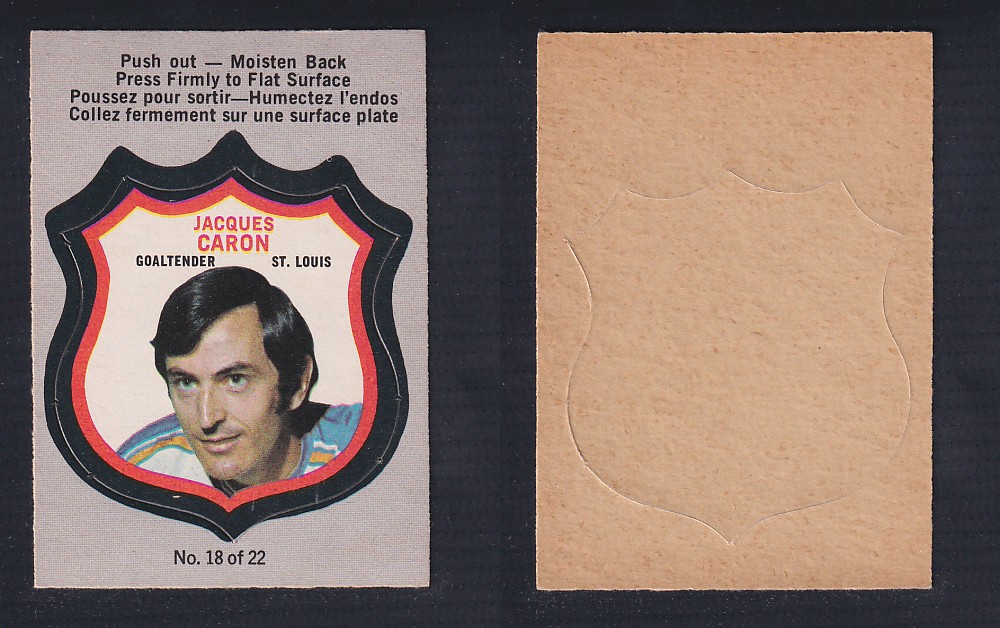 Push out — Moisten Back
Press Firmly to Flat Surface
Poussez pour sortir—Humectez l'endos
Collez fermement sur une surface plate
JACQUES
CARON
GOALTENDER ST. LOUIS
No. 18 of 22